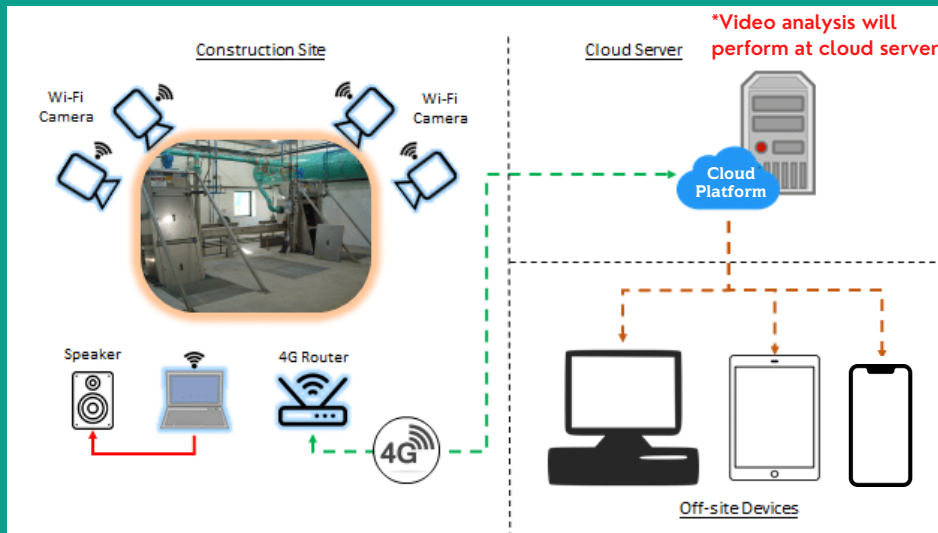 *Video analysis will
perform at cloud server
Construction Site
Cloud Server
Wi-Fi
Camera
Wi-Fi
Camera
Cloud
Platform
Speaker
4G Router
4G
Off-site Devices